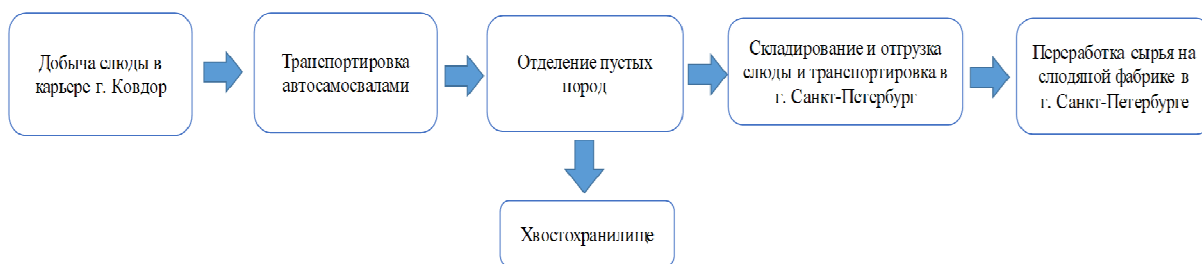 Добыча слюды в
карьере г. Ковдор
Транспортировка
автосамосвалами
Отделение пустых
пород
Складирование и отгрузка
слюды и транспортировка в
г. Санкт-Петербург
Переработка сырья на
слюдяной фабрике в
г. Санкт-Петербурге
Хвостохранилище